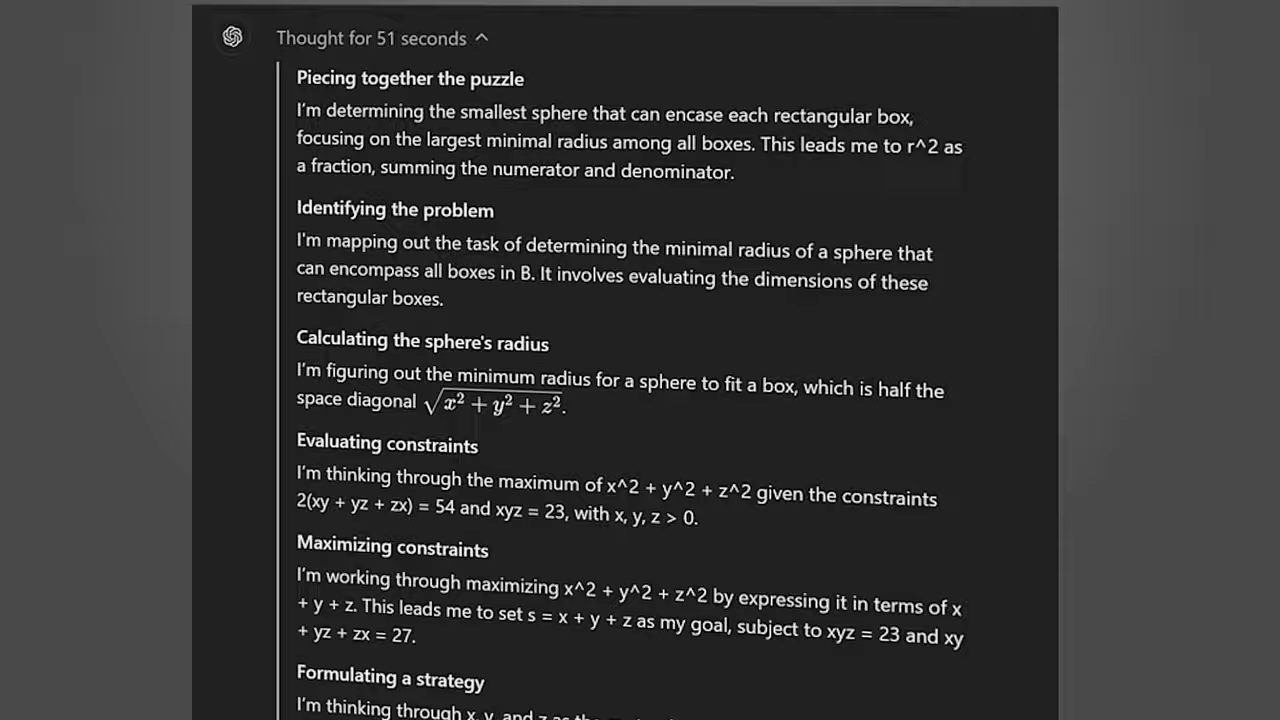 Thought for 51 seconds
Piecing together the puzzle
I'm determining the smallest sphere that can encase each rectangular box,
focusing on the largest minimal radius among all boxes. This leads me to r^2 as
a fraction, summing the numerator and denominator.
Identifying the problem
I'm mapping out the task of determining the minimal radius of a sphere that
can encompass all boxes in B. It involves evaluating the dimensions of these
rectangular boxes.
Calculating the sphere's radius
I'm figuring out the minimum radius for a sphere to fit a box, which is half the
space diagonal √x² + y² + z².
Evaluating constraints
I'm thinking through the maximum of x^2 + y^2 + z^2 given the constraints
2(xy + yz + zx) = 54 and xyz = 23, with x, y, z > 0.
Maximizing constraints
I'm working through maximizing x^2 + y^2 + z^2 by expressing it in terms of x
+ y + z. This leads me to set s = x + y + z as my goal, subject to xyz = 23 and xy
+ yz + zx = 27.
Formulating a strategy
I'm thinking through x, y, and z as the